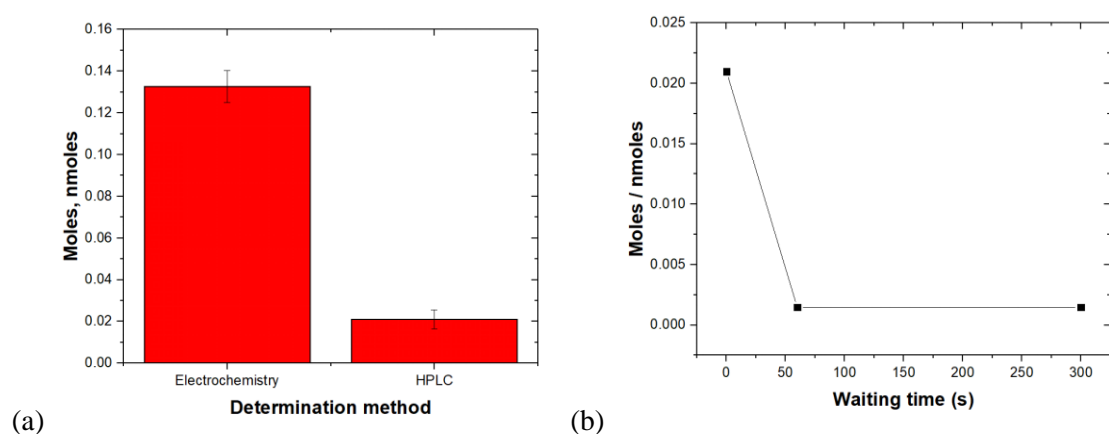 0.16
0.14
0.12
0.10
0.08
0.06
0.04
0.02
0.00
Moles, nmoles
Electrochemistry HPLC
Determination method
(a)
0.025
0.020
0.015
0.010
0.005
0.000
Moles / nmoles
0 50 100 150 200 250 300
Waiting time (s)
(b)